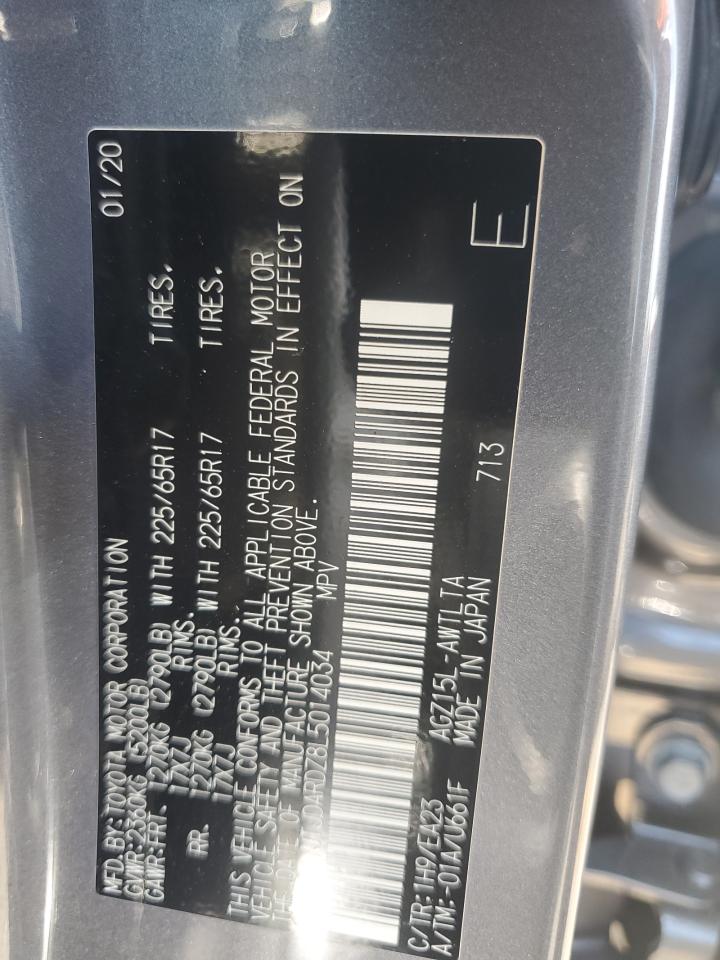 MFD. BY: TOYOTA MOTOR CORPORATION 01/20
GVWR: 2360KG (5200LB)
GAWR: FRT. 1270KG (2790LB) WITH 225/65R17 TIRES.
17X7J RIMS.
RR. 1270KG (2790LB) WITH 225/65R17 TIRES.
17X7J RIMS.
THIS VEHICLE CONFORMS TO ALL APPLICABLE FEDERAL MOTOR
VEHICLE SAFETY AND THEFT PREVENTION STANDARDS IN EFFECT ON
THE DATE OF MANUFACTURE SHOWN ABOVE.
MPV
C/TR: 1H9/EA23 AGZ15L-AWTLTA
A/TM: -01A/U661F MADE IN JAPAN 713
E